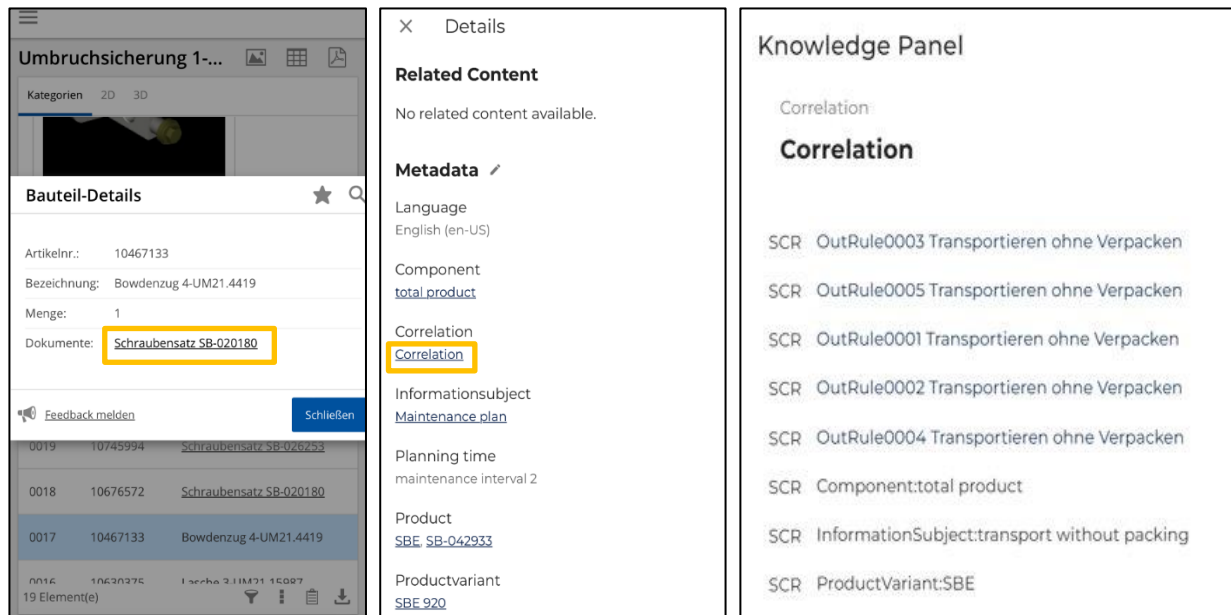 Umbruchsicherung 1-...
Kategorien 2D 3D
Bauteil-Details
Artikelnr.: 10467133
Bezeichnung: Bowdenzug 4-UM21.4419
Menge: 1
Dokumente: Schraubensatz SB-020180
Feedback melden
Schließen
0019 10745994 Schraubensatz SB-026253
0018 10676572 Schraubensatz SB-020180
0017 10467133 Bowdenzug 4-UM21.4419
0016 10630375 Lasche 3-UM21.15987
19 Element(e)
Details
Related Content
No related content available.
Metadata
Language
English (en-US)
Component
total product
Correlation
Correlation
Informationsubject
Maintenance plan
Planning time
maintenance interval 2
Product
SBE, SB-042933
Productvariant
SBE 920
Knowledge Panel
Correlation
Correlation
SCR OutRule0003 Transportieren ohne Verpacken
SCR OutRule0005 Transportieren ohne Verpacken
SCR OutRule0001 Transportieren ohne Verpacken
SCR OutRule0002 Transportieren ohne Verpacken
SCR OutRule0004 Transportieren ohne Verpacken
SCR Component:total product
SCR InformationSubject:transport without packing
SCR ProductVariant:SBE